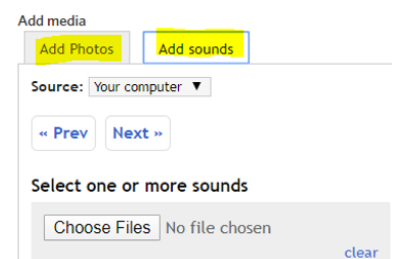 Add media
Add Photos Add sounds
Source: Your computer ▼
« Prev Next »
Select one or more sounds
Choose Files No file chosen
clear